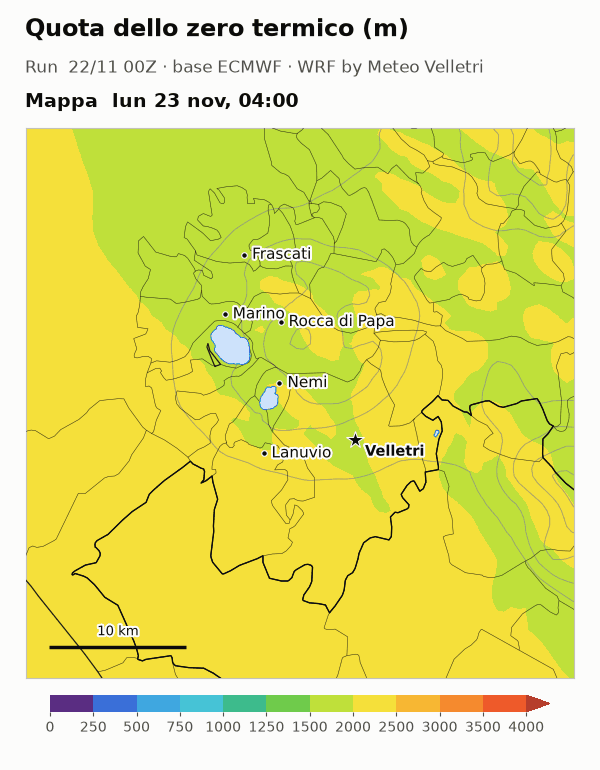 Quota dello zero termico (m)
Run  22/11 00Z · base ECMWF · WRF by Meteo Velletri
Mappa  lun 23 nov, 04:00
Frascati
Marino
Rocca di Papa
Nemi
Velletri
Lanuvio
10 km
0 250 500 750 1000 1250 1500 2000 2500 3000 3500 4000